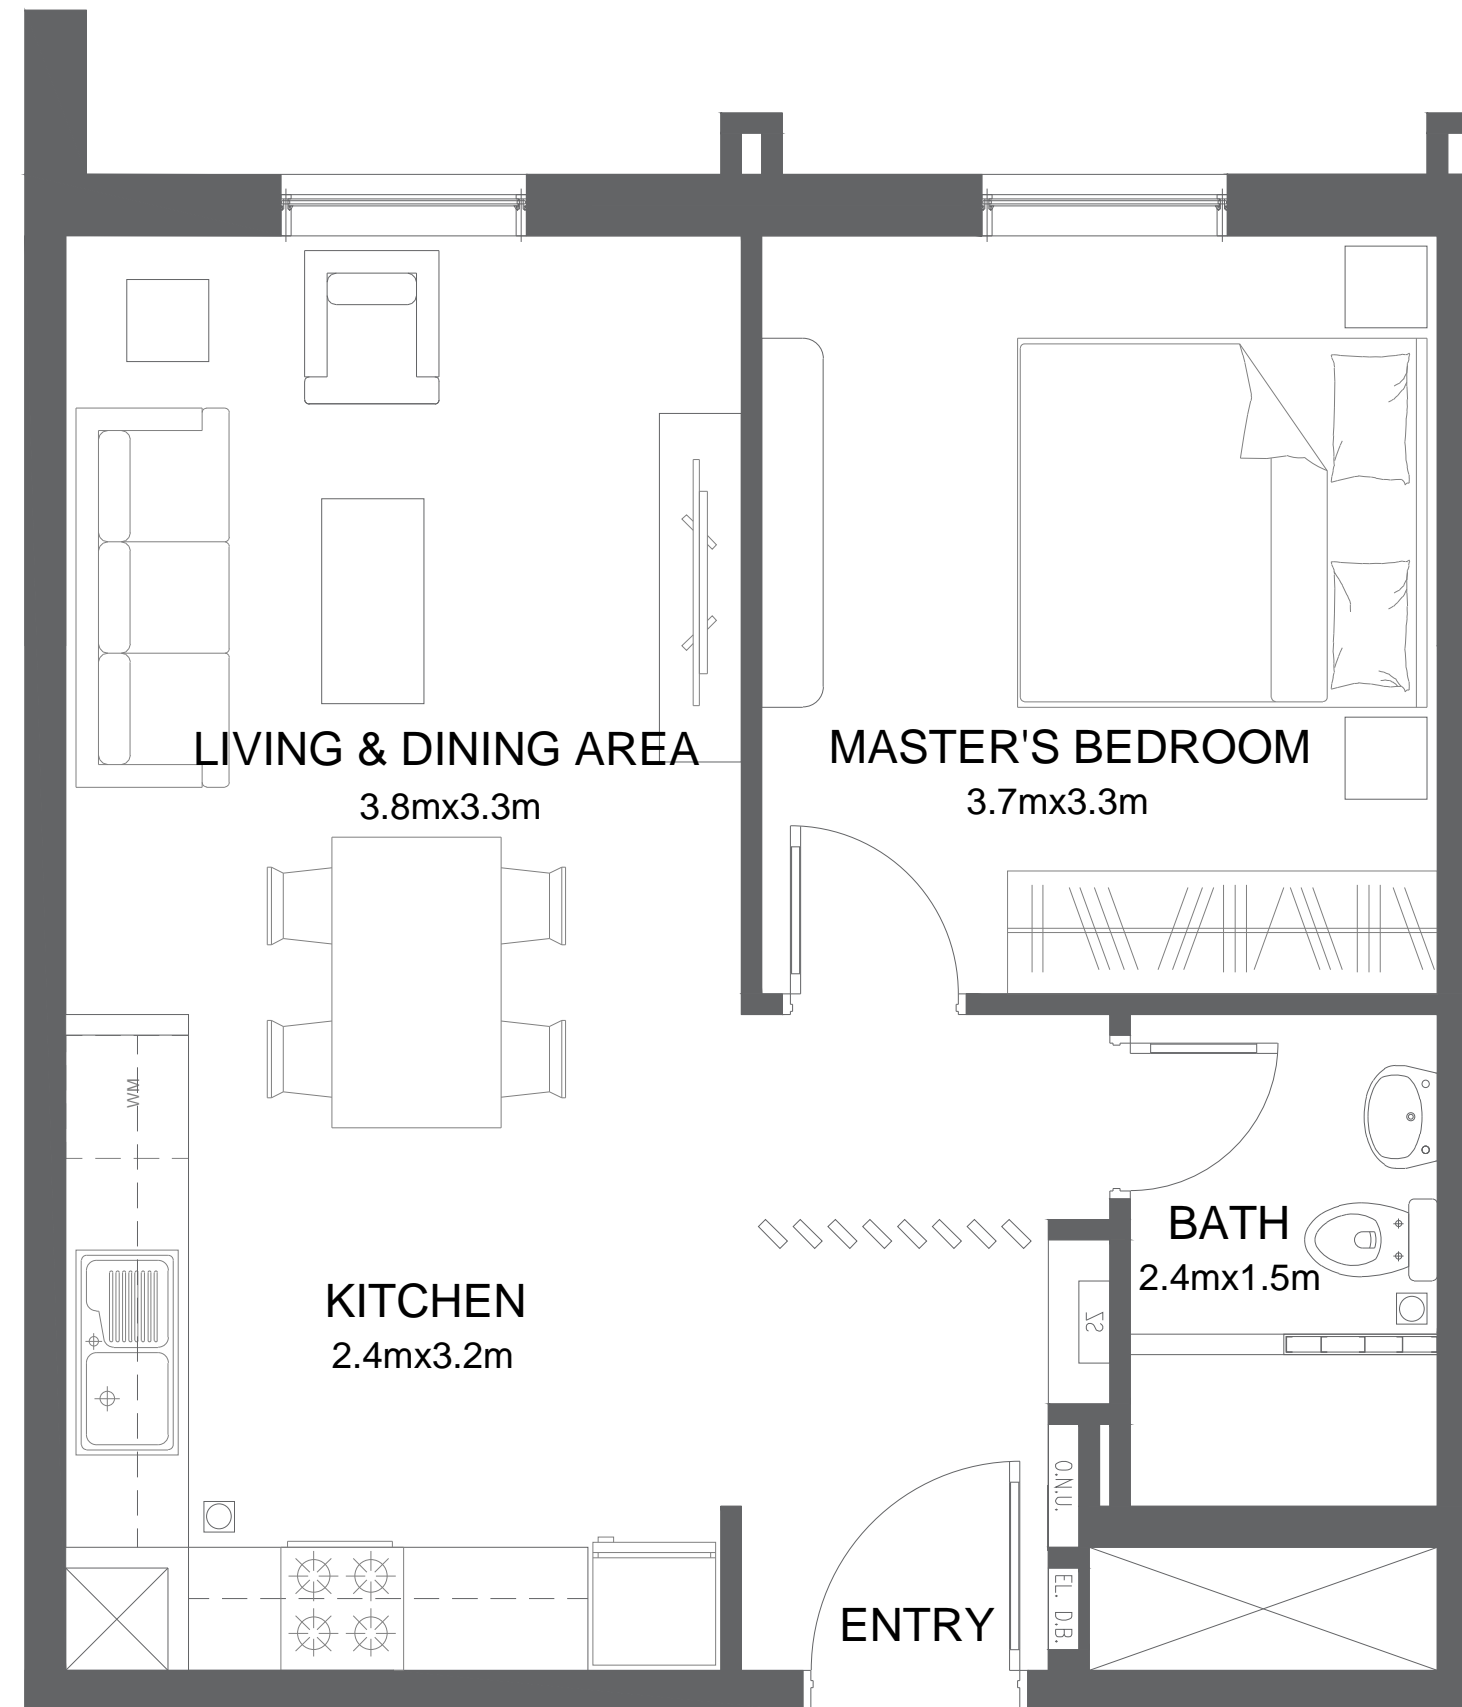 LIVING & DINING AREA
3.8mx3.3m
MASTER'S BEDROOM
3.7mx3.3m
WM
BATH
2.4mx1.5m
KITCHEN
2.4mx3.2m
SZ
O.N.U.
EL. D.B.
ENTRY